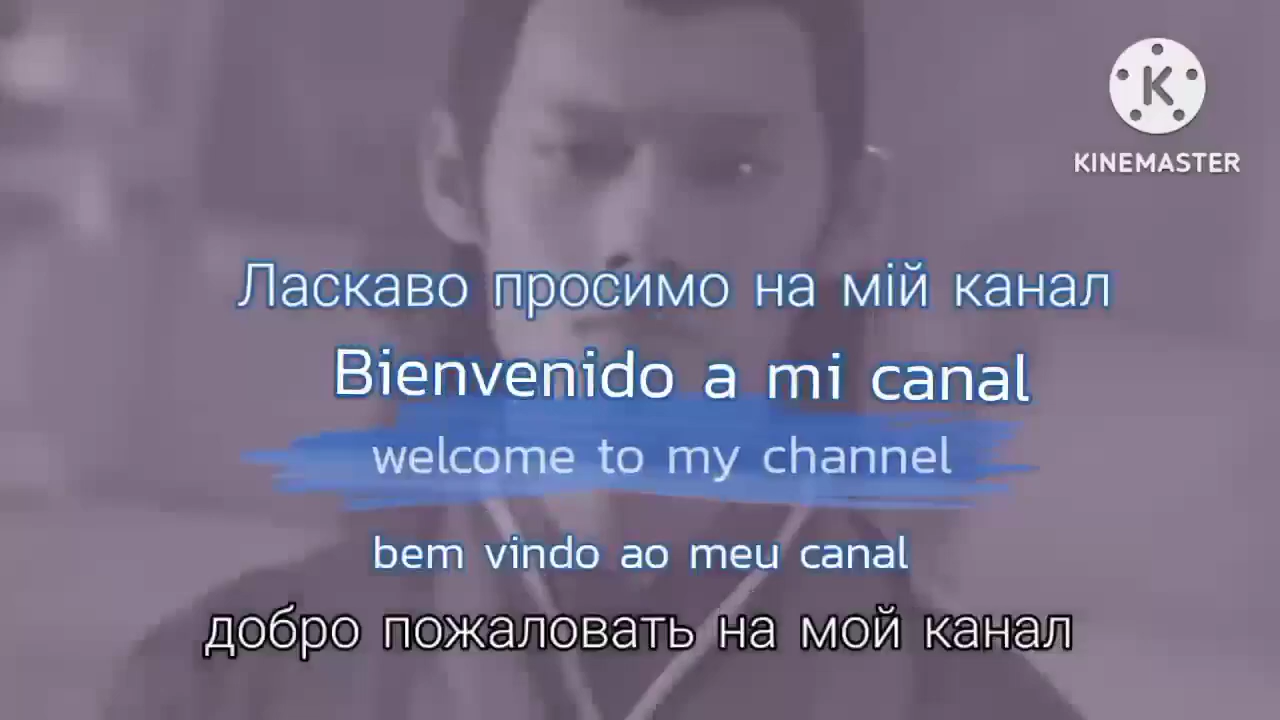 KINEMASTER
Ласкаво просимо на мій канал
Bienvenido a mi canal
welcome to my channel
bem vindo ao meu canal
добро пожаловать на мой канал